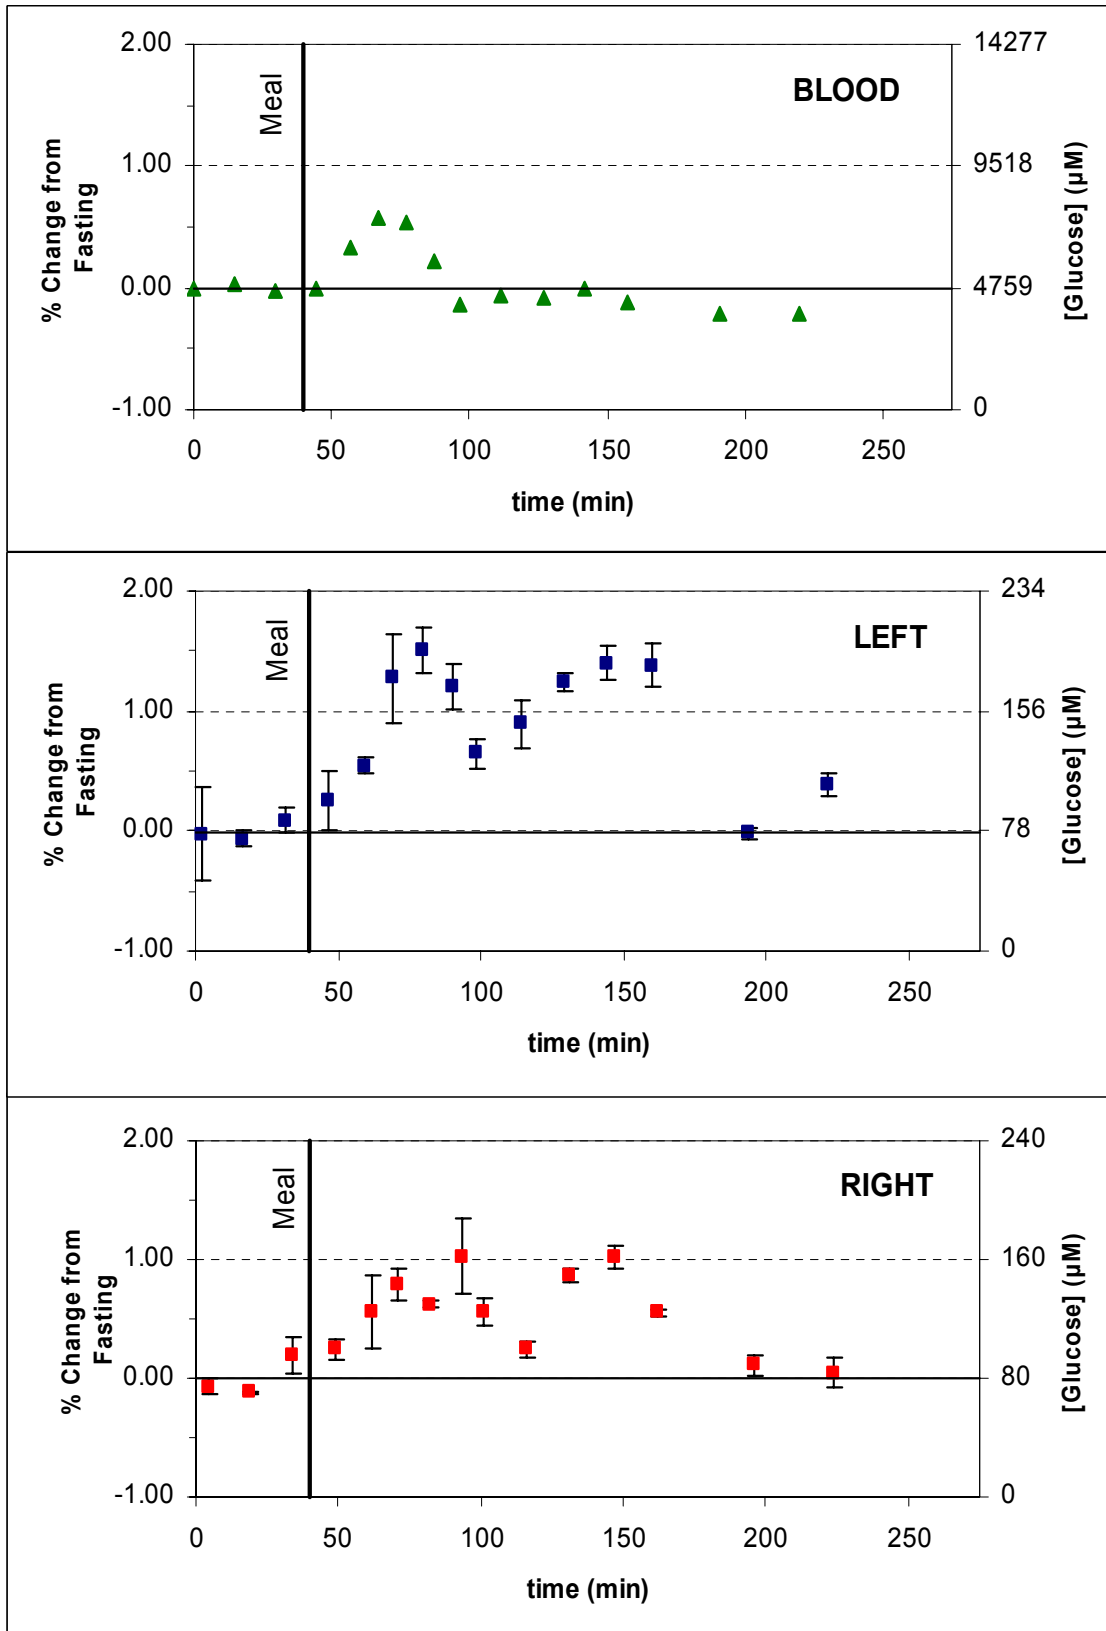 2.00
1.00
0.00
-1.00
% Change from
Fasting
Meal
BLOOD
14277
9518
4759
0
[Glucose] (µM)
0 50 100 150 200 250
time (min)
2.00
1.00
0.00
-1.00
% Change from
Fasting
Meal
LEFT
234
156
78
0
[Glucose] (µM)
0 50 100 150 200 250
time (min)
2.00
1.00
0.00
-1.00
% Change from
Fasting
Meal
RIGHT
240
160
80
0
[Glucose] (µM)
0 50 100 150 200 250
time (min)